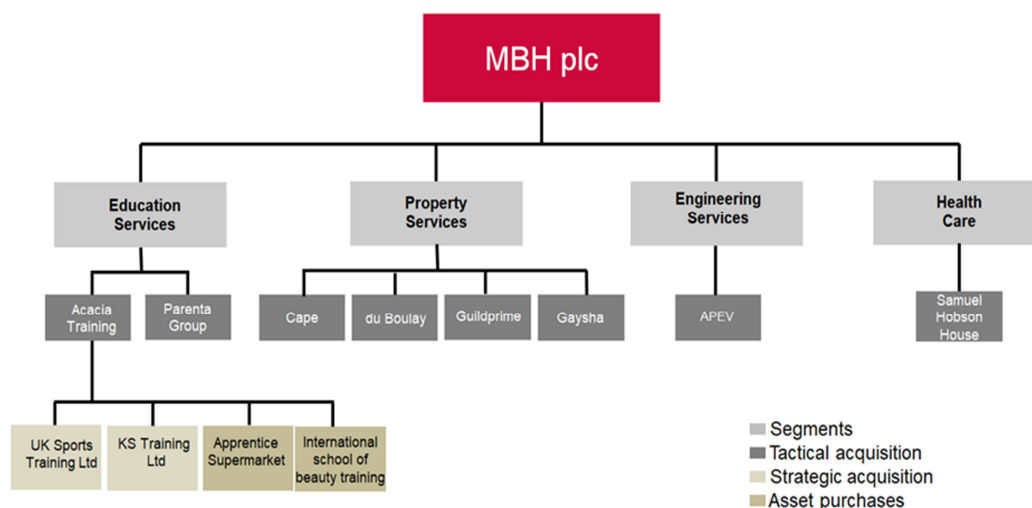 MBH plc
Education
Services
Property
Services
Engineering
Services
Health
Care
Acacia
Training
Parenta
Group
Cape
du Boulay
Guildprime
Gaysha
APEV
Samuel
Hobson
House
UK Sports
Training Ltd
KS Training
Ltd
Apprentice
Supermarket
International
school of
beauty training
Segments
Tactical acquisition
Strategic acquisition
Asset purchases